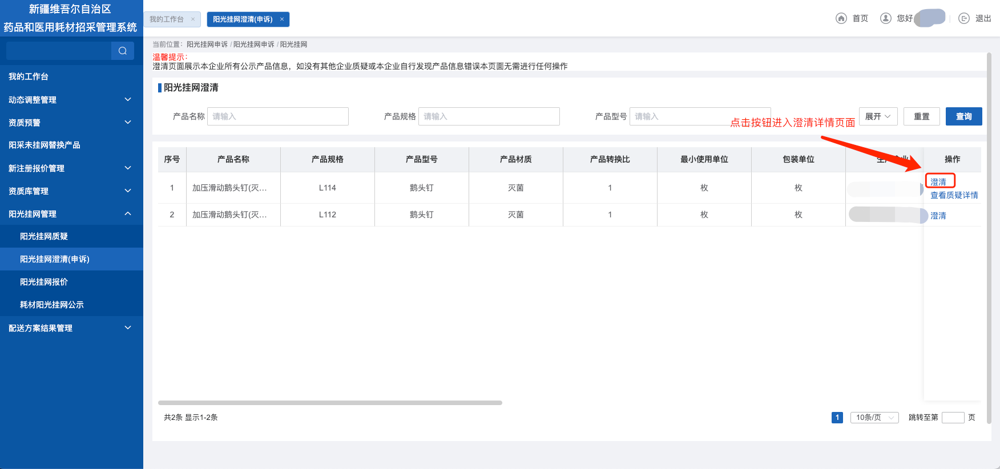 新疆维吾尔自治区
药品和医用耗材招采管理系统
我的工作台 ×
阳光挂网澄清(申诉) ×
首页
您好
退出
当前位置：阳光挂网申诉 / 阳光挂网申诉 / 阳光挂网
温馨提示：
澄清页面展示本企业所有公示产品信息，如没有其他企业质疑或本企业自行发现产品信息错误本页面无需进行任何操作
我的工作台
动态调整管理
资质预警
阳采未挂网替换产品
新注册报价管理
资质库管理
阳光挂网管理
阳光挂网质疑
阳光挂网澄清(申诉)
阳光挂网报价
耗材阳光挂网公示
配送方案结果管理
阳光挂网澄清
产品名称 请输入 产品规格 请输入 产品型号 请输入 展开 重置 查询
点击按钮进入澄清详情页面
序号 产品名称 产品规格 产品型号 产品材质 产品转换比 最小使用单位 包装单位 操作
1 加压滑动鹅头钉(灭... L114 鹅头钉 灭菌 1 枚 枚 澄清
查看质疑详情
2 加压滑动鹅头钉(灭... L112 鹅头钉 灭菌 1 枚 枚 澄清
共2条 显示1-2条
1 10条/页 跳转至第 页